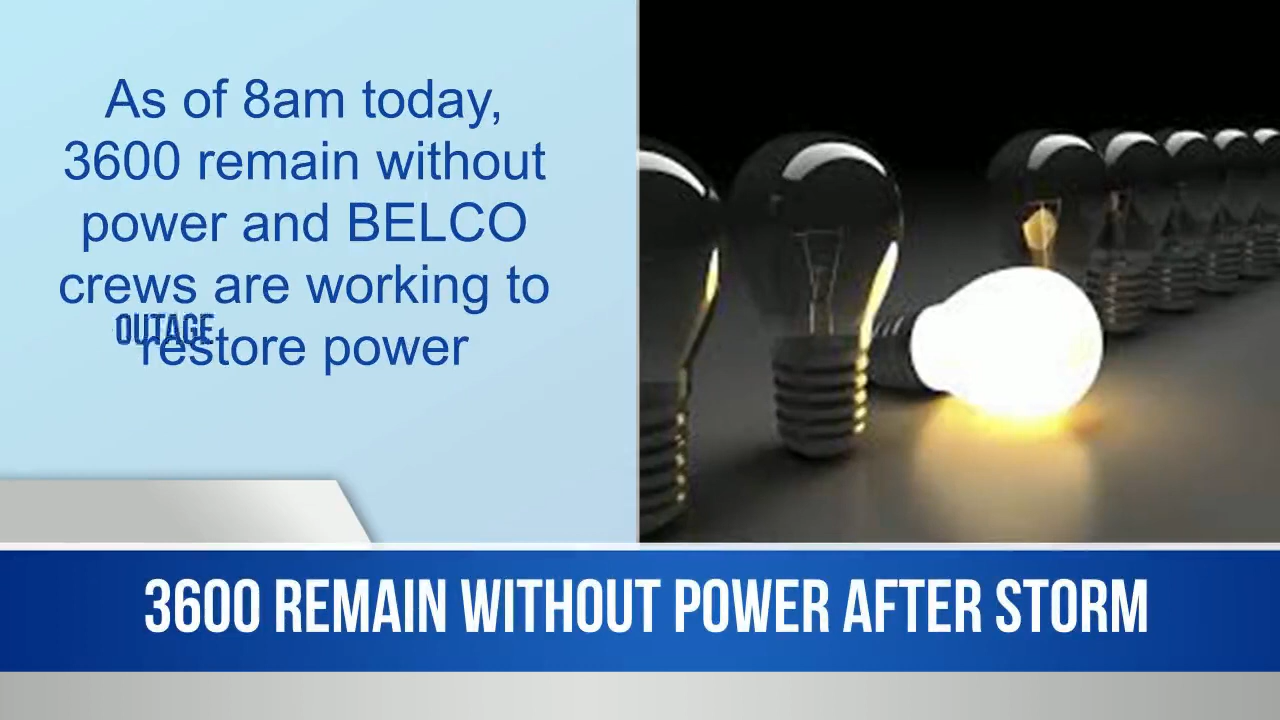 As of 8am today,
3600 remain without
power and BELCO
crews are working to
OUTAGE
restore power
3600 REMAIN WITHOUT POWER AFTER STORM